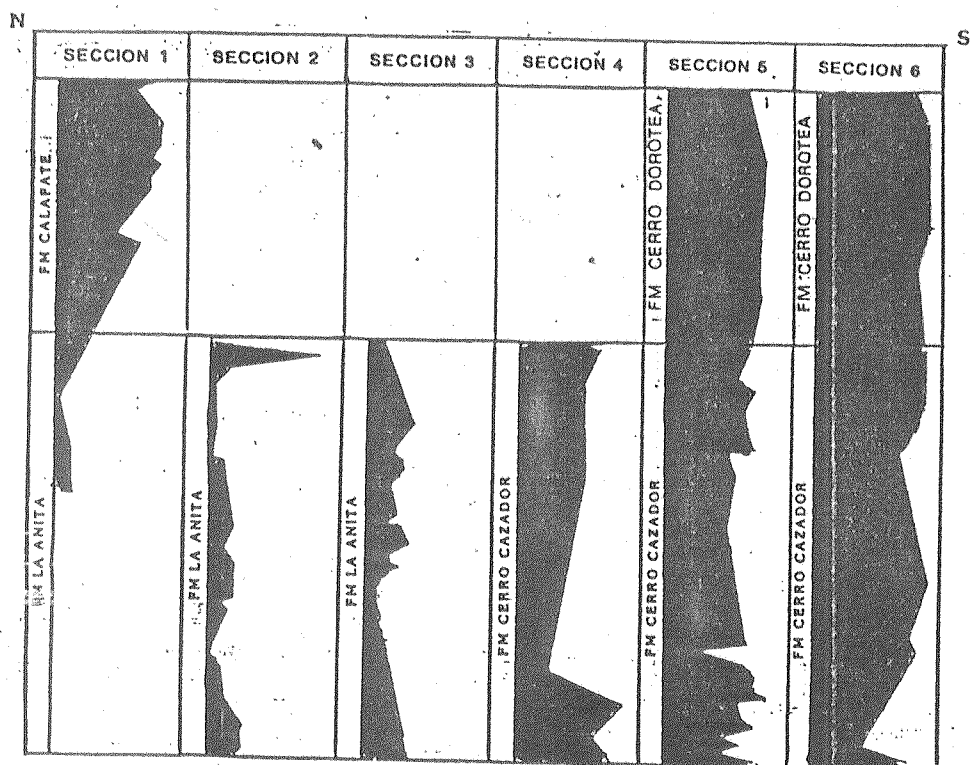 N
S
SECCION 1
SECCION 2
SECCION 3
SECCION 4
SECCION 5
SECCION 6
FM CALAFATE
FM CERRO DOROTEA
FM CERRO DOROTEA
FM LA ANITA
FM LA ANITA
FM LA ANITA
FM CERRO CAZADOR
FM CERRO CAZADOR
FM CERRO CAZADOR